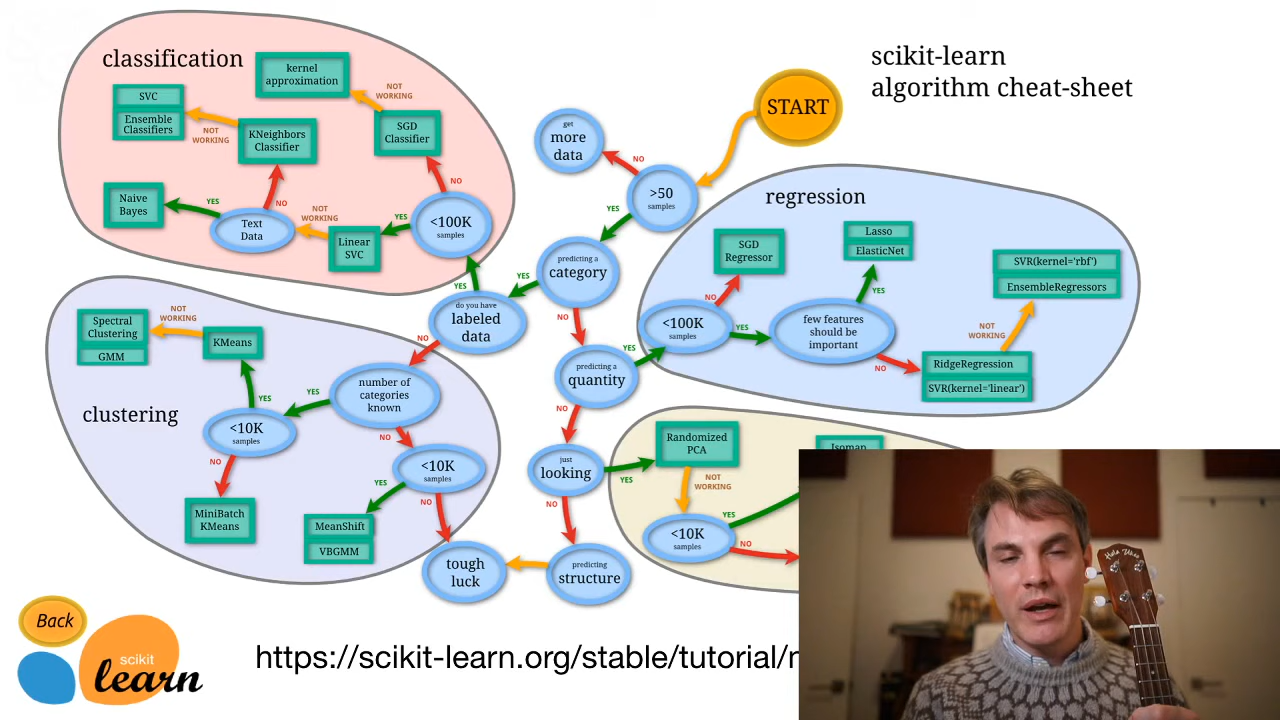 scikit-learn
algorithm cheat-sheet
START
get
more
data
NO
>50
samples
YES
predicting a
category
YES
NO
do you have
labeled
data
YES
NO
predicting a
quantity
YES
NO
just
looking
YES
NO
predicting
structure
tough
luck
classification
kernel
approximation
NOT
WORKING
SGD
Classifier
NO
<100K
samples
YES
Linear
SVC
NOT
WORKING
Text
Data
YES
NO
Naive
Bayes
KNeighbors
Classifier
NOT
WORKING
SVC
Ensemble
Classifiers
regression
<100K
samples
NO
SGD
Regressor
YES
few features
should be
important
YES
Lasso
ElasticNet
NO
RidgeRegression
SVR(kernel='linear')
NOT
WORKING
SVR(kernel='rbf')
EnsembleRegressors
clustering
number of
categories
known
YES
NO
<10K
samples
YES
NO
KMeans
NOT
WORKING
Spectral
Clustering
GMM
MiniBatch
KMeans
<10K
samples
YES
NO
MeanShift
VBGMM
Randomized
PCA
NOT
WORKING
<10K
samples
YES
NO
Isomap
Back
scikit
learn
https://scikit-learn.org/stable/tutorial/